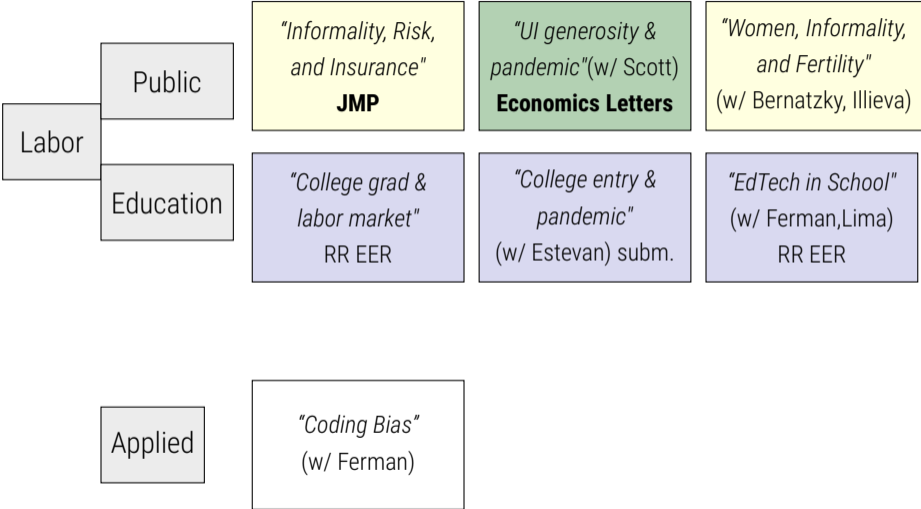 Labor
Public
“Informality, Risk,
and Insurance"
JMP
“UI generosity &
pandemic"(w/ Scott)
Economics Letters
“Women, Informality,
and Fertility"
(w/ Bernatzky, Illieva)
Education
“College grad &
labor market"
RR EER
“College entry &
pandemic"
(w/ Estevan) subm.
“EdTech in School"
(w/ Ferman,Lima)
RR EER
Applied
“Coding Bias”
(w/ Ferman)